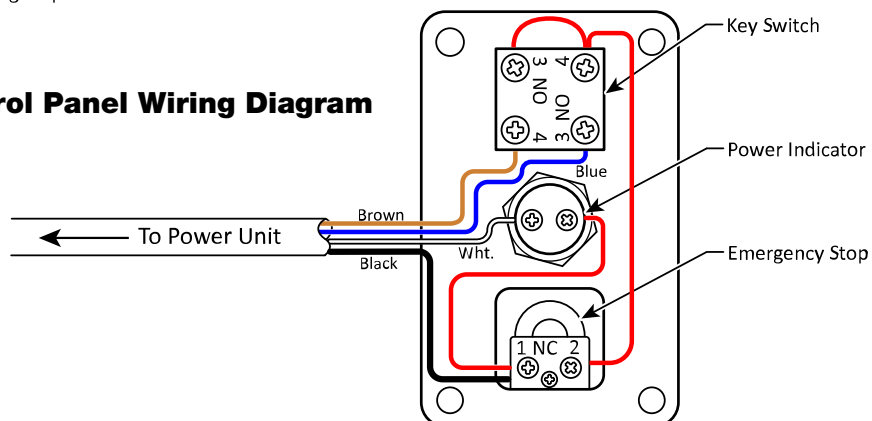 Key Switch
rol Panel Wiring Diagram
3 4
NO NO
4 3
Blue
Power Indicator
Brown
To Power Unit
Wht.
Black
Emergency Stop
1 NC 2